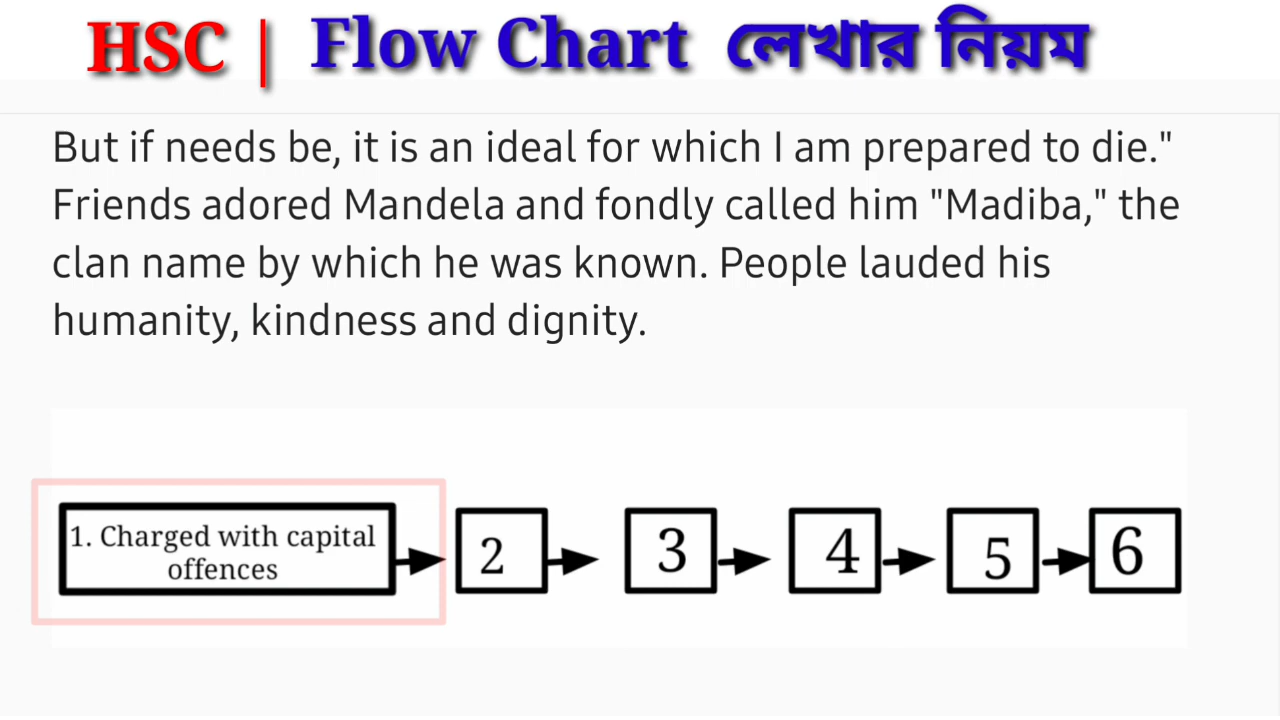 HSC | Flow Chart লেখার নিয়ম
But if needs be, it is an ideal for which I am prepared to die."
Friends adored Mandela and fondly called him "Madiba," the
clan name by which he was known. People lauded his
humanity, kindness and dignity.
1. Charged with capital
offences
2
3
4
5
6